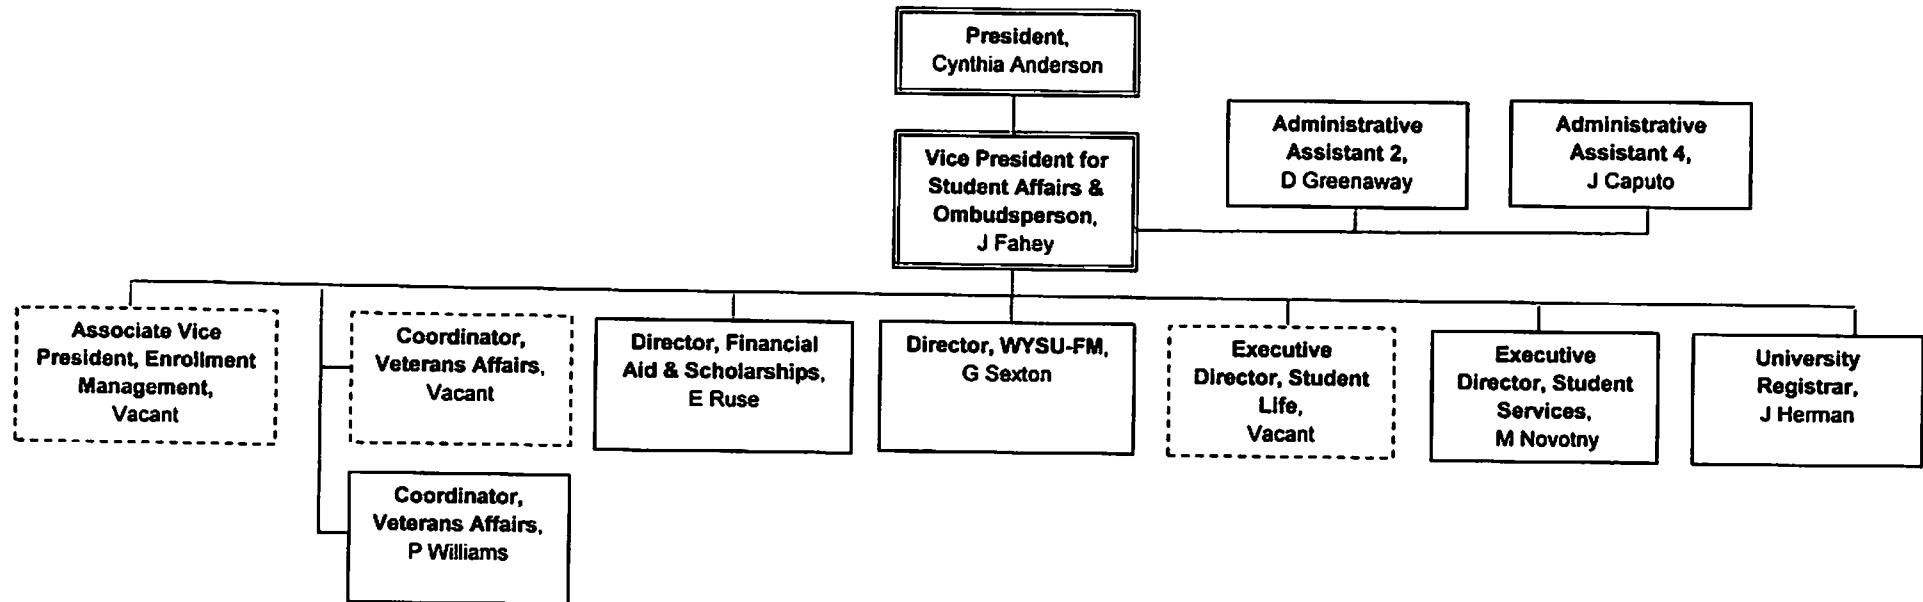 President,
Cynthia Anderson
Vice President for
Student Affairs &
Ombudsperson,
J Fahey
Administrative
Assistant 2,
D Greenaway
Administrative
Assistant 4,
J Caputo
Associate Vice
President, Enrollment
Management,
Vacant
Coordinator,
Veterans Affairs,
Vacant
Coordinator,
Veterans Affairs,
P Williams
Director, Financial
Aid & Scholarships,
E Ruse
Director, WYSU-FM,
G Sexton
Executive
Director, Student
Life,
Vacant
Executive
Director, Student
Services,
M Novotny
University
Registrar,
J Herman